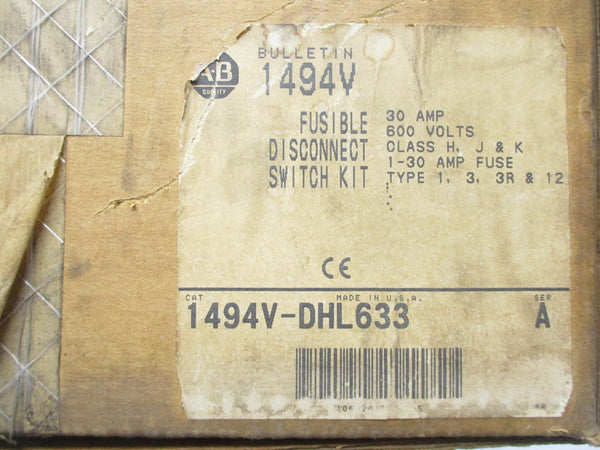 BULLETIN
A-B
QUALITY
1494V
FUSIBLE
DISCONNECT
SWITCH KIT
30 AMP
600 VOLTS
CLASS H, J & K
1-30 AMP FUSE
TYPE 1, 3, 3R & 12
CE
CAT
MADE IN U.S.A.
SER
1494V-DHL633
A